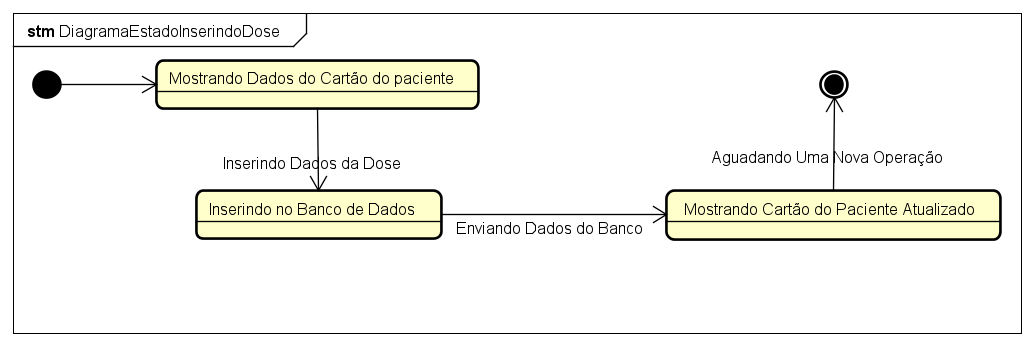 stm DiagramaEstadoInserindoDose
Mostrando Dados do Cartão do paciente
Inserindo Dados da Dose
Aguadando Uma Nova Operação
Inserindo no Banco de Dados
Mostrando Cartão do Paciente Atualizado
Enviando Dados do Banco